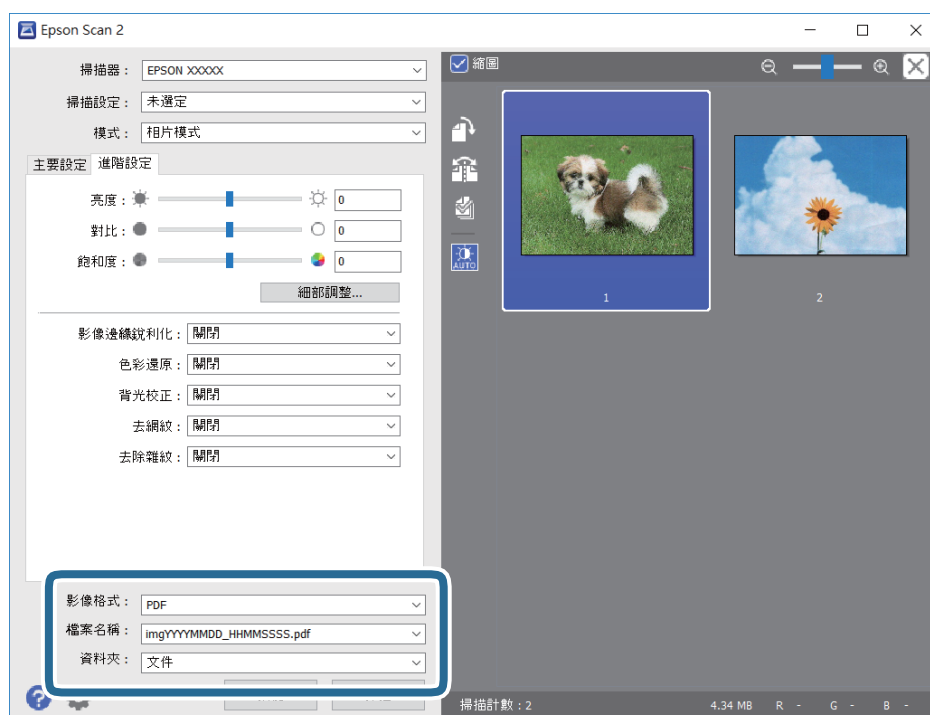 Epson Scan 2
掃描器： EPSON XXXXX
掃描設定： 未選定
模式： 相片模式
主要設定 進階設定
亮度： 0
對比： 0
飽和度： 0
細部調整...
影像邊緣銳利化： 關閉
色彩還原： 關閉
背光校正： 關閉
去網紋： 關閉
去除雜紋： 關閉
影像格式： PDF
檔案名稱： imgYYYYMMDD_HHMMSSSS.pdf
資料夾： 文件
?
縮圖
AUTO
1
2
掃描計數：2 4.34 MB R - G - B -